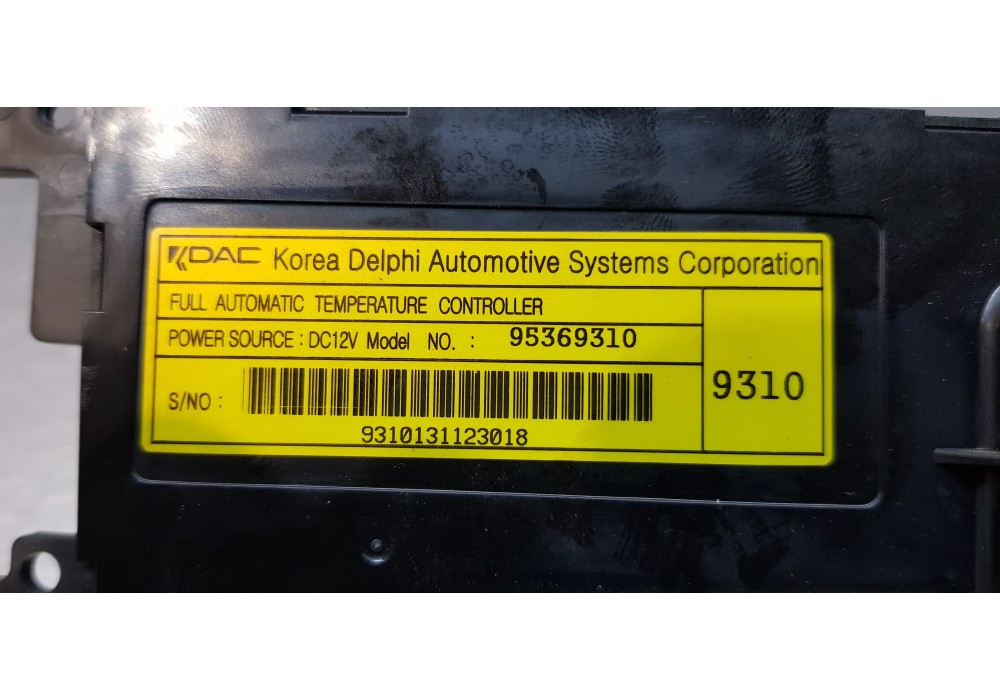 KDAC Korea Delphi Automotive Systems Corporation
FULL AUTOMATIC TEMPERATURE CONTROLLER
POWER SOURCE : DC12V Model NO. : 95369310
9310
S/NO :
9310131123018